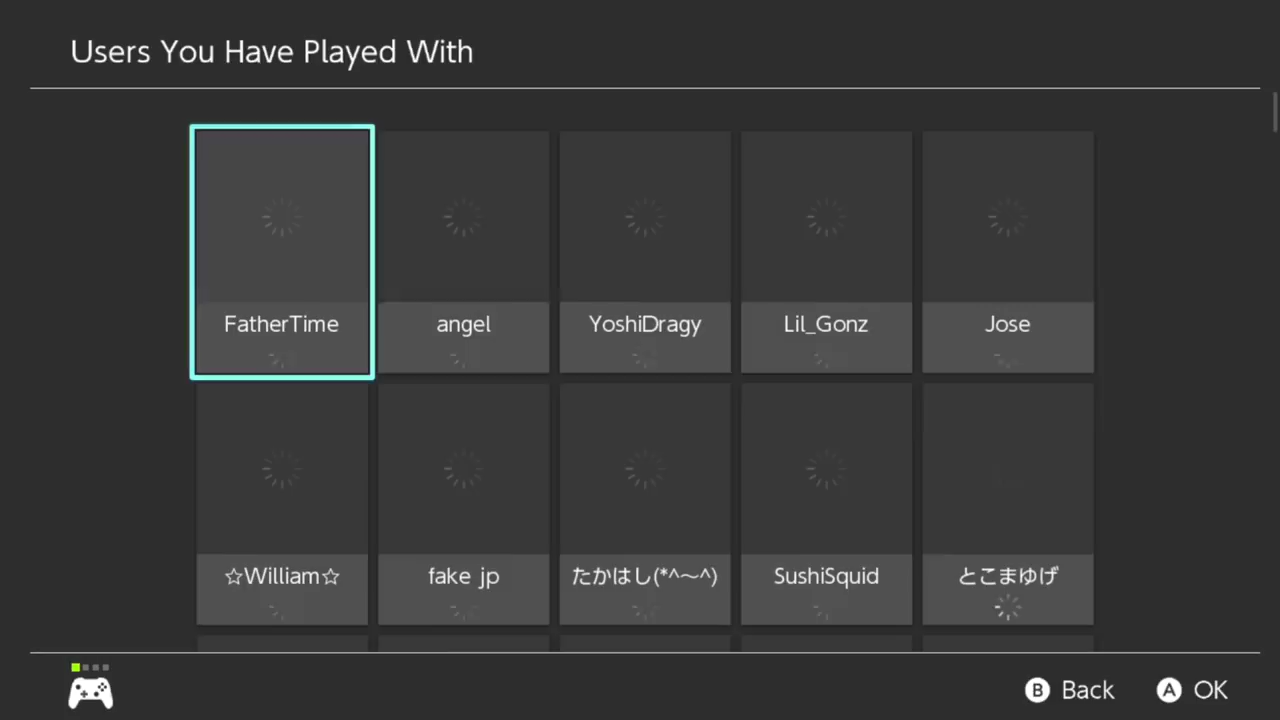 Users You Have Played With
FatherTime
angel
YoshiDragy
Lil_Gonz
Jose
☆William☆
fake jp
たかはし(*^～^)
SushiSquid
とこまゆげ
B Back
A OK